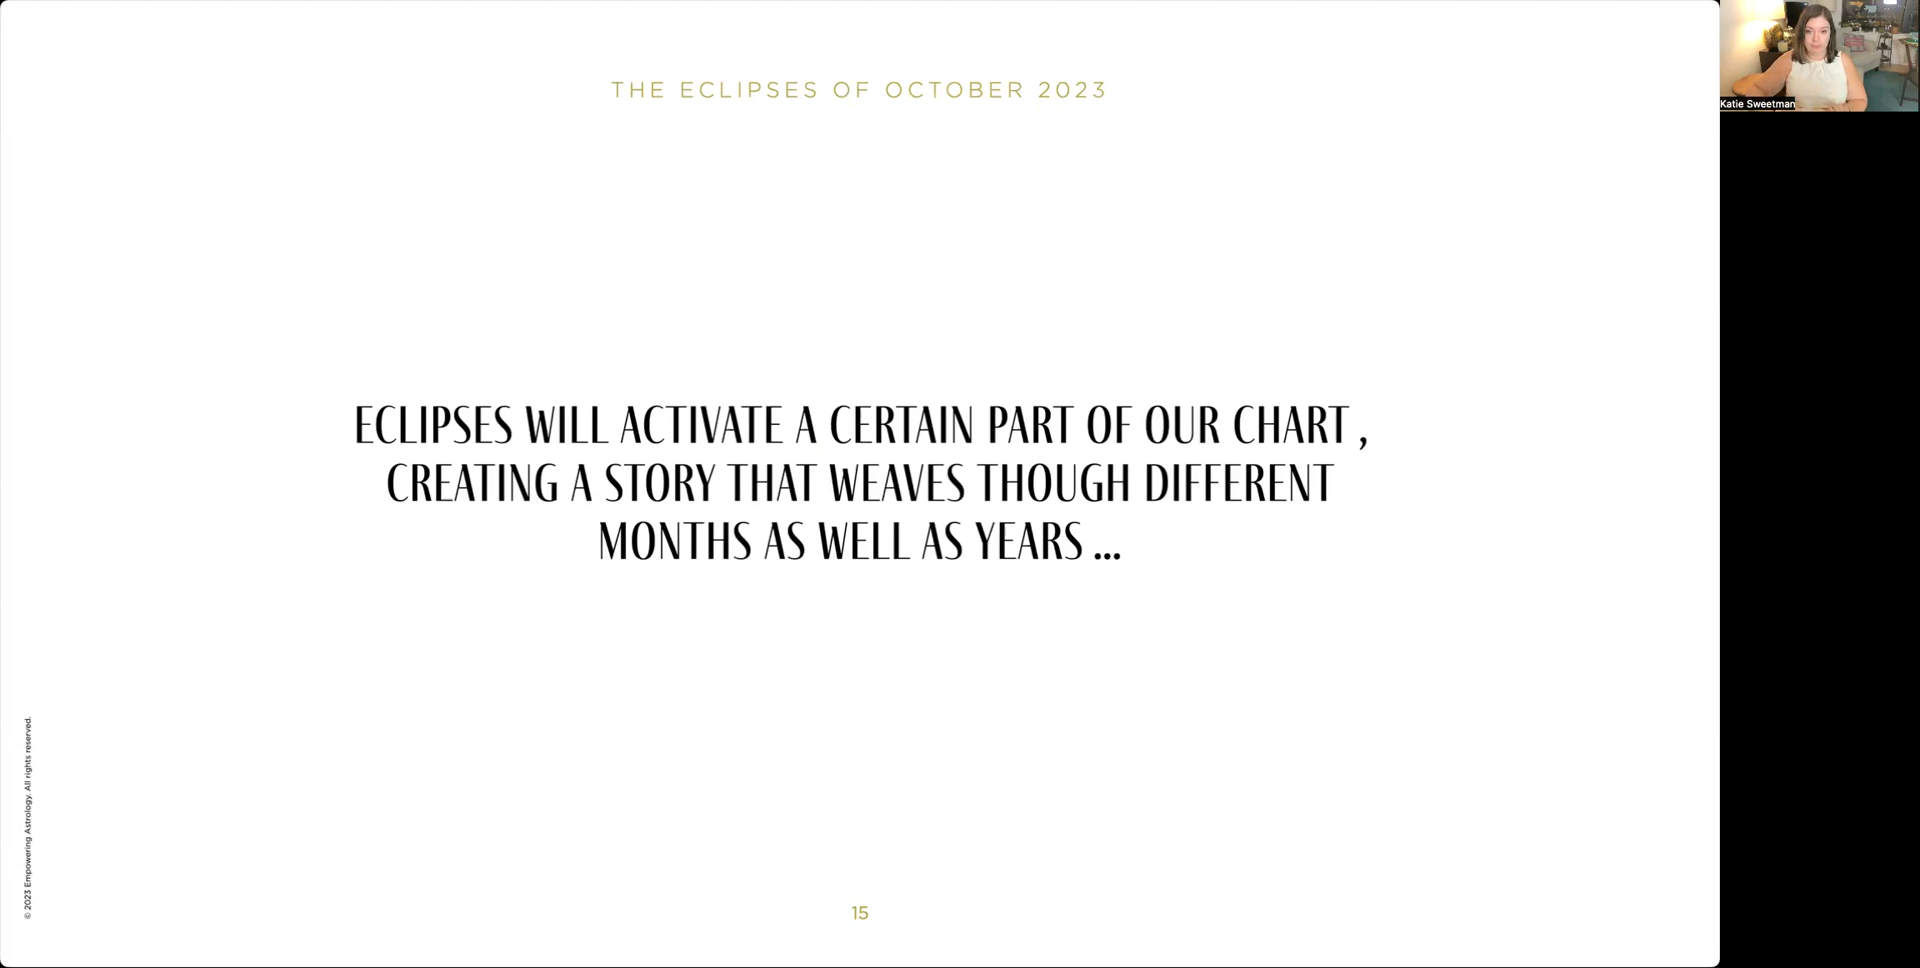 THE ECLIPSES OF OCTOBER 2023
Katie Sweetman
ECLIPSES WILL ACTIVATE A CERTAIN PART OF OUR CHART ,
CREATING A STORY THAT WEAVES THOUGH DIFFERENT
MONTHS AS WELL AS YEARS ...
© 2023 Empowering Astrology. All rights reserved.
15